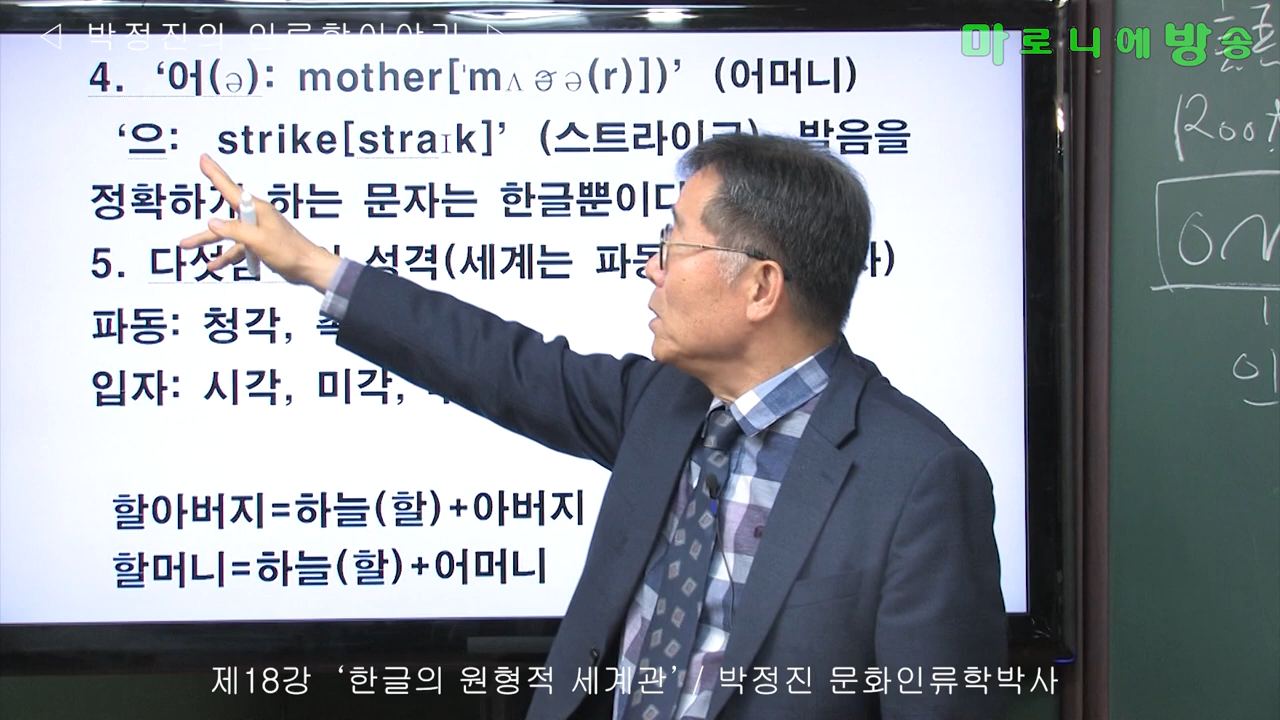 ◁ 박정진의 인류학이야기 ▷
마로니에방송
4. ‘어(ə): mother[ˈmʌðə(r)])’ (어머니)
‘으: strike[straɪk]’ (스트라이크) 발음을
정확하게 하는 문자는 한글뿐이다
5. 성격(세계는 파동
파동: 청각,
입자: 시각, 미각,
할아버지=하늘(할)+아버지
할머니=하늘(할)+어머니
Root
제18강 ‘한글의 원형적 세계관’ / 박정진 문화인류학박사